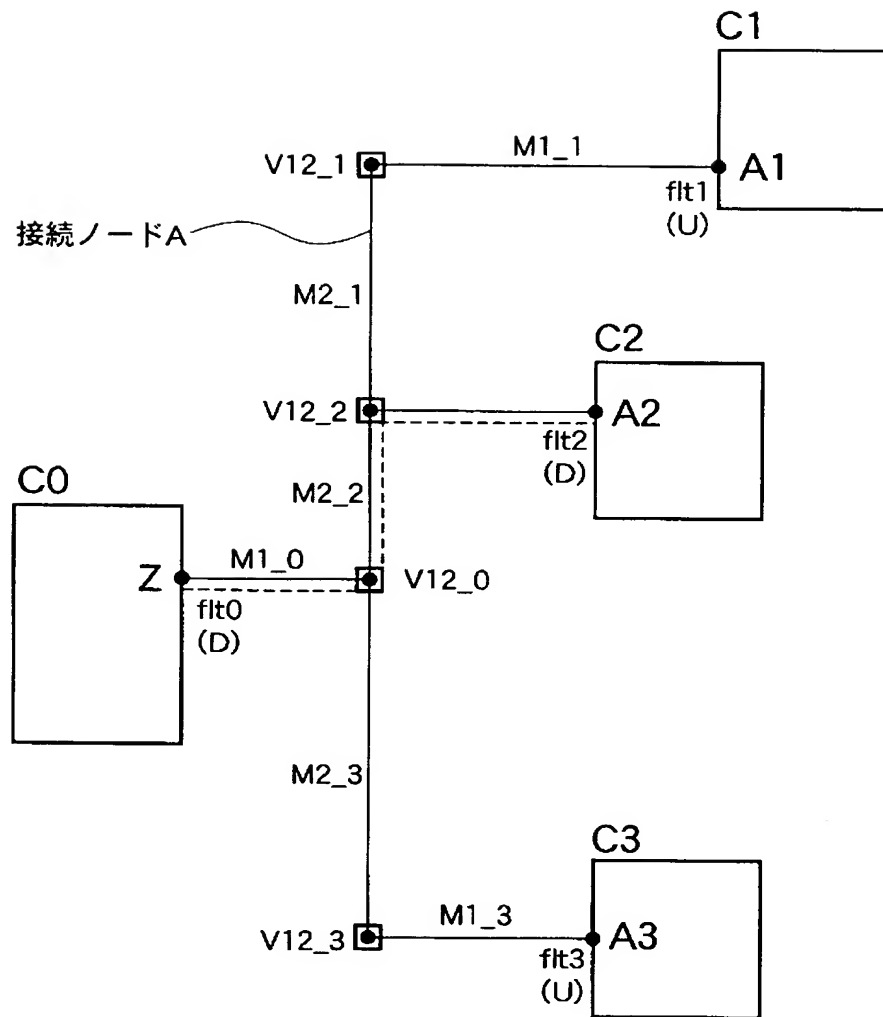 C1
M1_1
V12_1
A1
flt1
(U)
接続ノードA
M2_1
C2
V12_2
A2
flt2
(D)
C0
M2_2
M1_0
Z
V12_0
flt0
(D)
M2_3
C3
M1_3
V12_3
A3
flt3
(U)